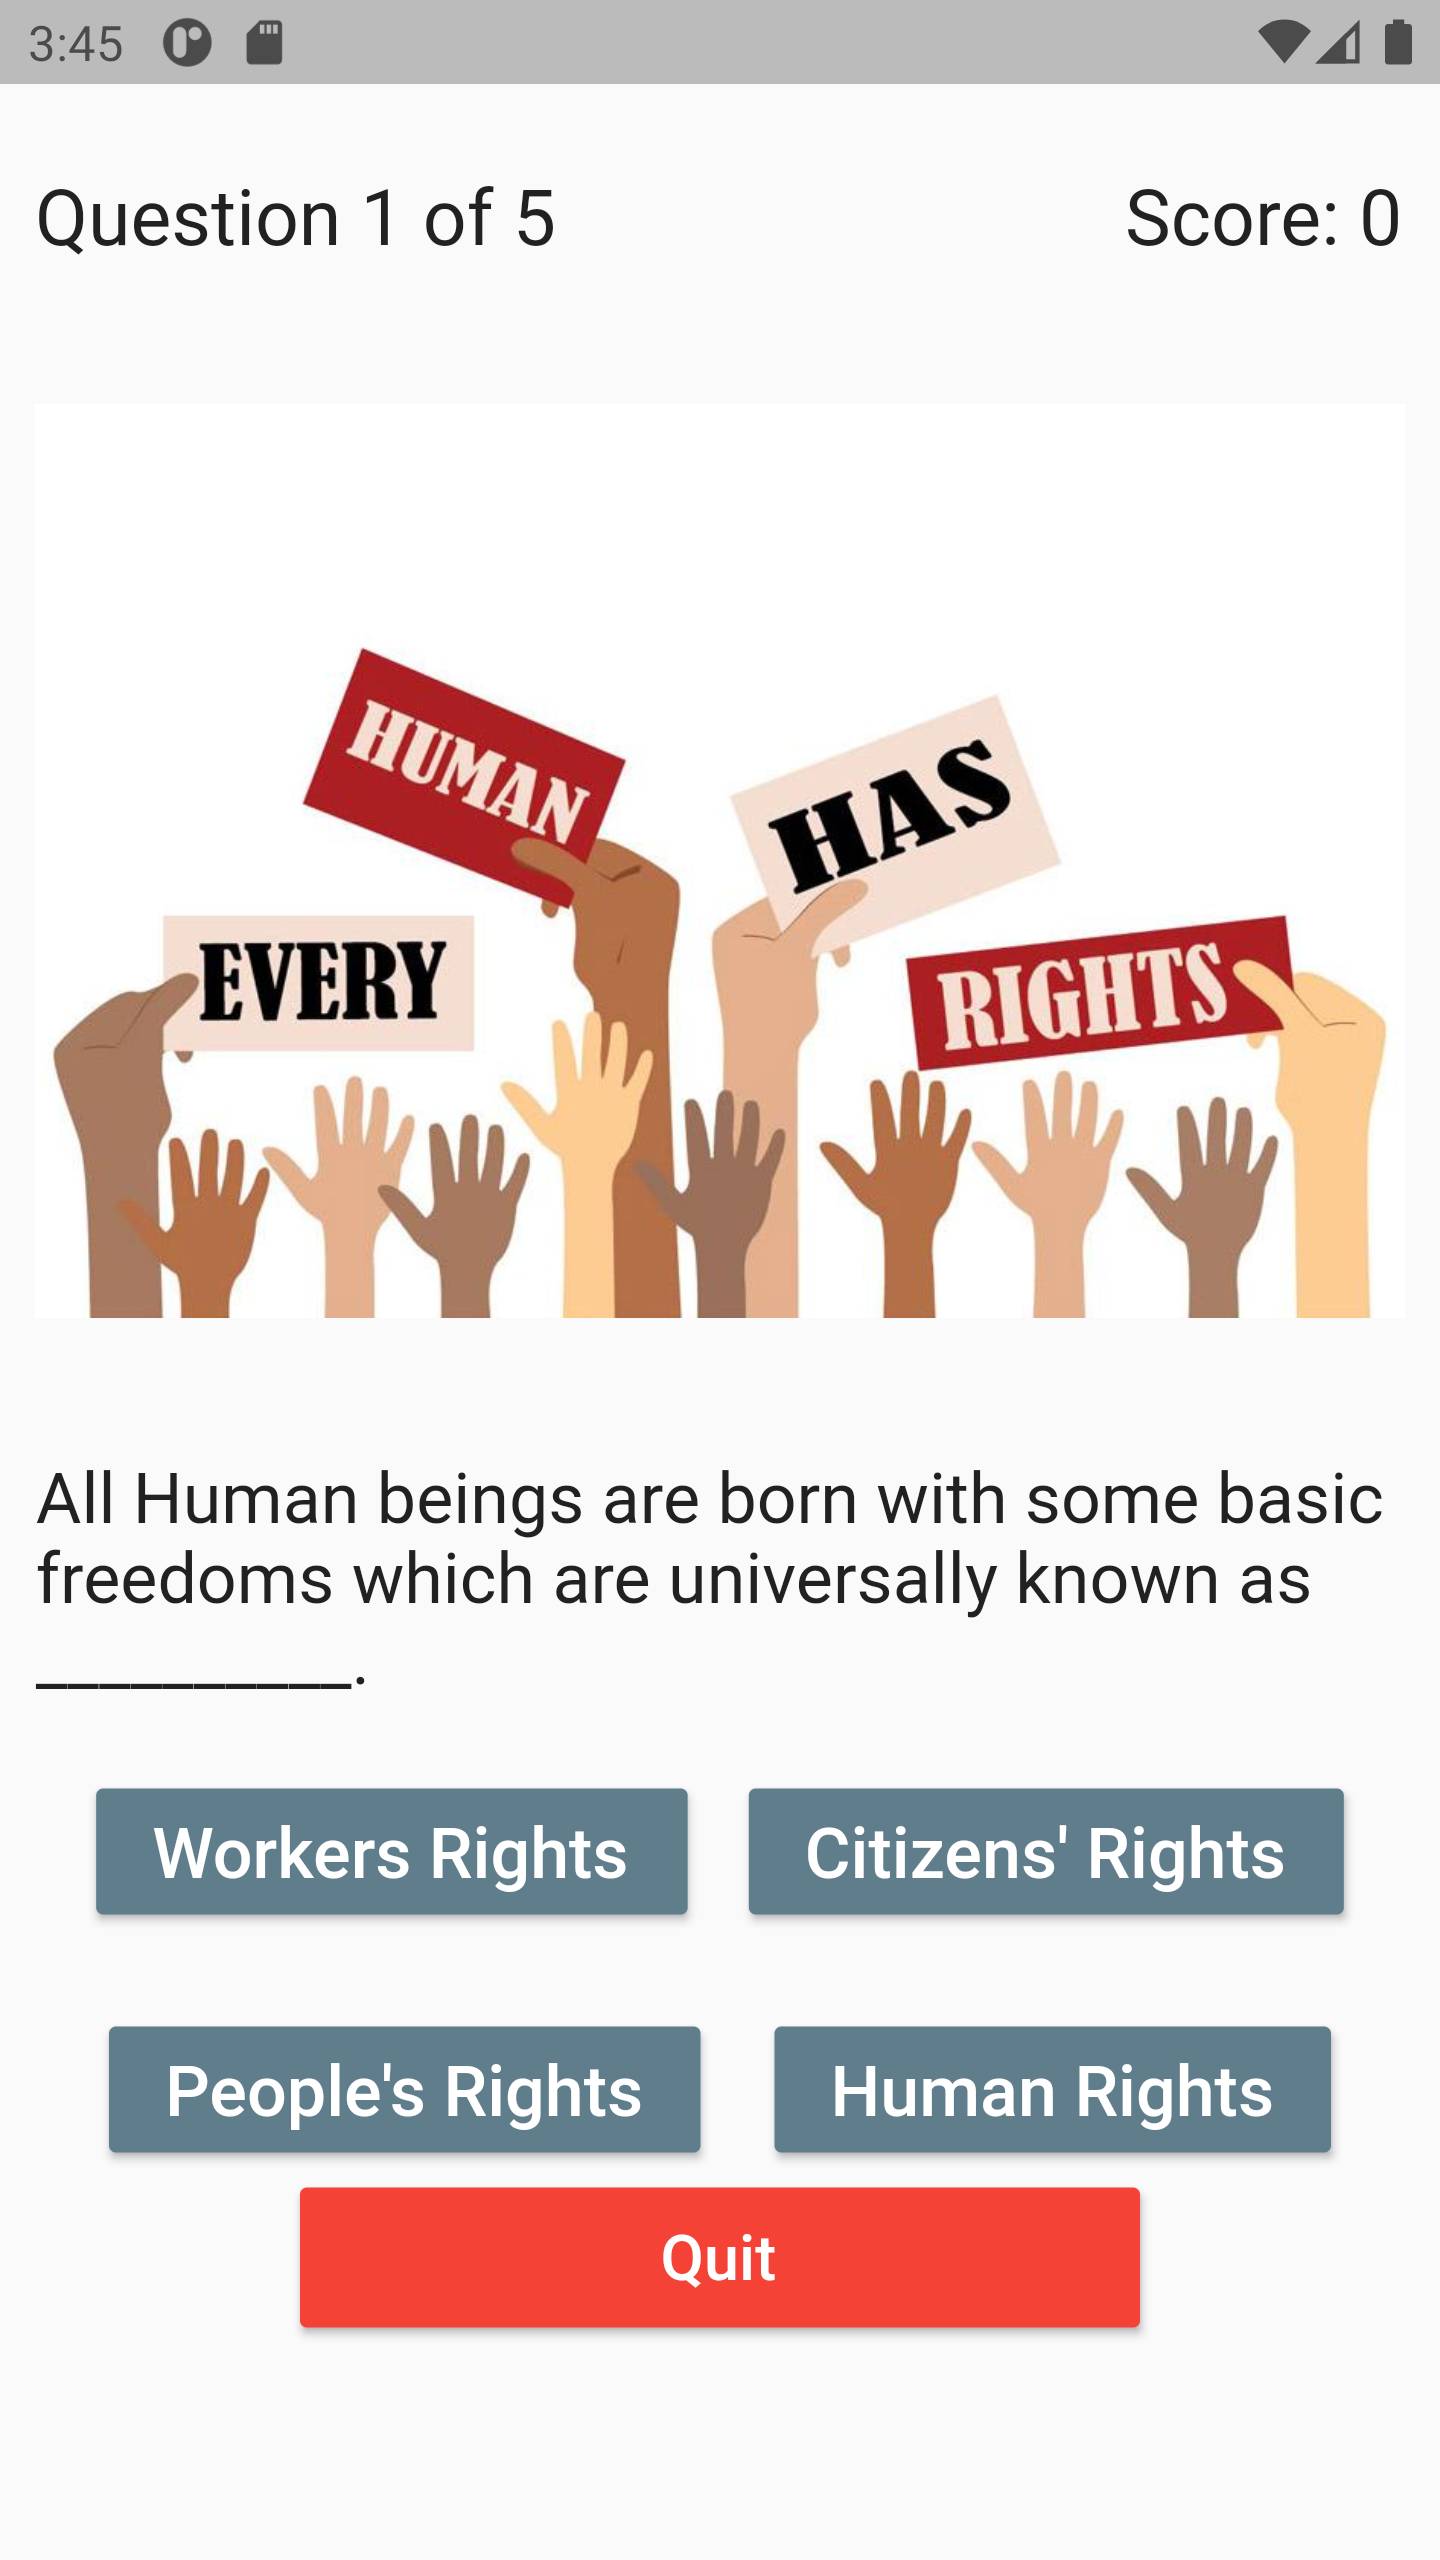 3:45
Question 1 of 5 Score: 0
HUMAN
HAS
EVERY
RIGHTS
All Human beings are born with some basic
freedoms which are universally known as
__________.
Workers Rights Citizens' Rights
People's Rights Human Rights
Quit